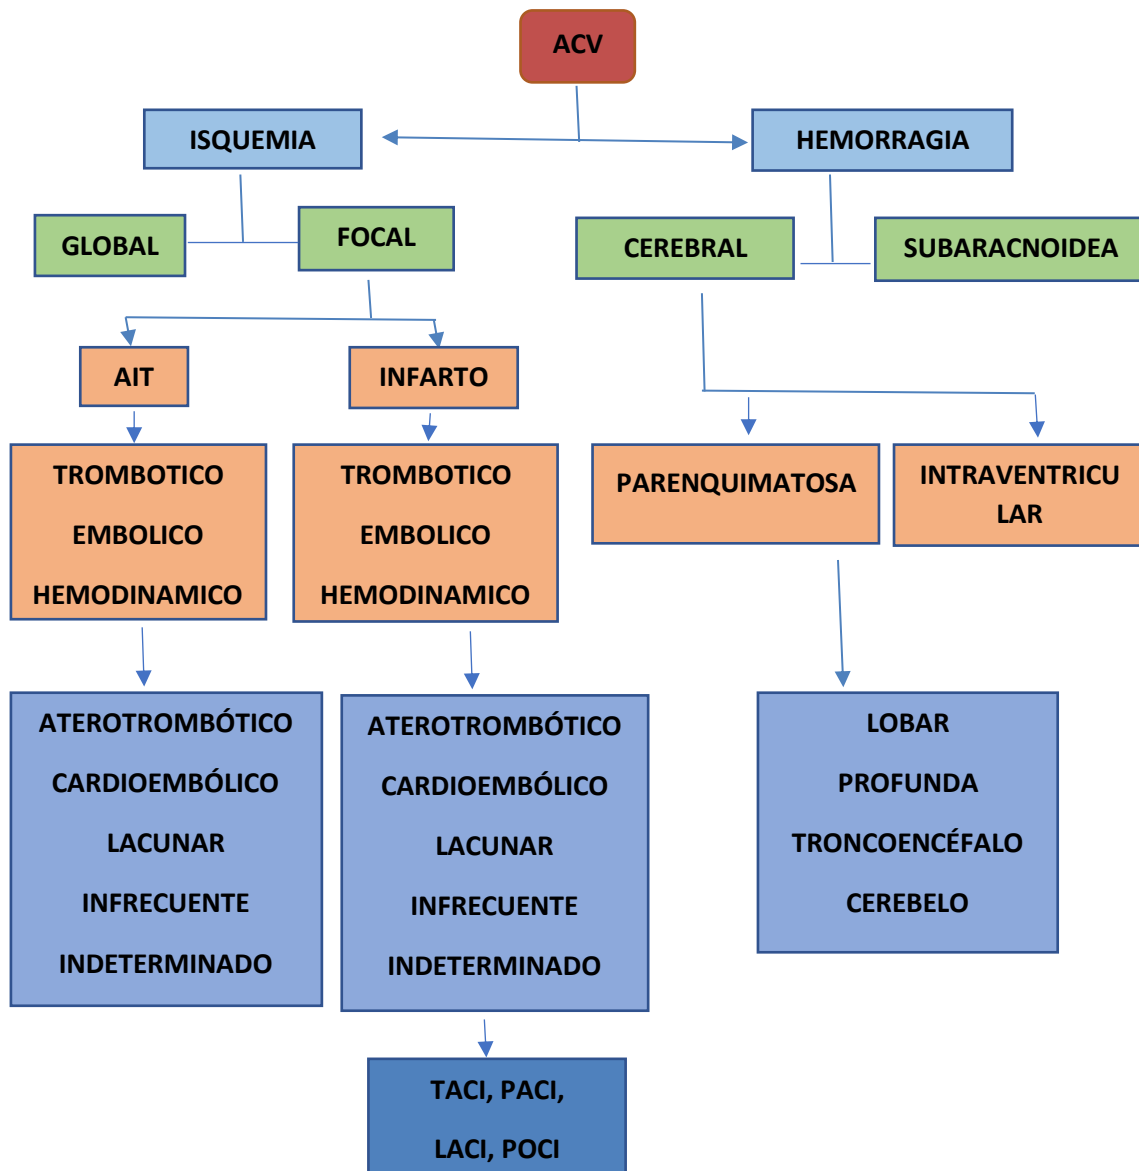 ACV
ISQUEMIA
HEMORRAGIA
GLOBAL
FOCAL
CEREBRAL
SUBARACNOIDEA
AIT
INFARTO
TROMBOTICO
EMBOLICO
HEMODINAMICO
TROMBOTICO
EMBOLICO
HEMODINAMICO
PARENQUIMATOSA
INTRAVENTRICU
LAR
ATEROTROMBÓTICO
CARDIOEMBÓLICO
LACUNAR
INFRECUENTE
INDETERMINADO
ATEROTROMBÓTICO
CARDIOEMBÓLICO
LACUNAR
INFRECUENTE
INDETERMINADO
LOBAR
PROFUNDA
TRONCOENCÉFALO
CEREBELO
TACI, PACI,
LACI, POCI